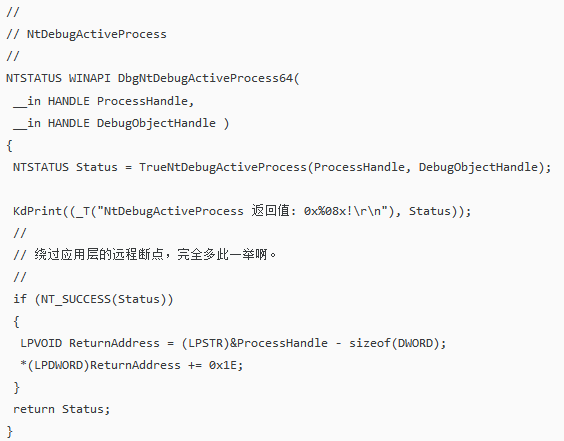 //
// NtDebugActiveProcess
//
NTSTATUS WINAPI DbgNtDebugActiveProcess64(
 __in HANDLE ProcessHandle,
 __in HANDLE DebugObjectHandle )
{
 NTSTATUS Status = TrueNtDebugActiveProcess(ProcessHandle, DebugObjectHandle);

 KdPrint((_T("NtDebugActiveProcess 返回值: 0x%08x!\r\n"), Status));
 //
 // 绕过应用层的远程断点，完全多此一举啊。
 //
 if (NT_SUCCESS(Status))
 {
  LPVOID ReturnAddress = (LPSTR)&ProcessHandle - sizeof(DWORD);
  *(LPDWORD)ReturnAddress += 0x1E;
 }
 return Status;
}